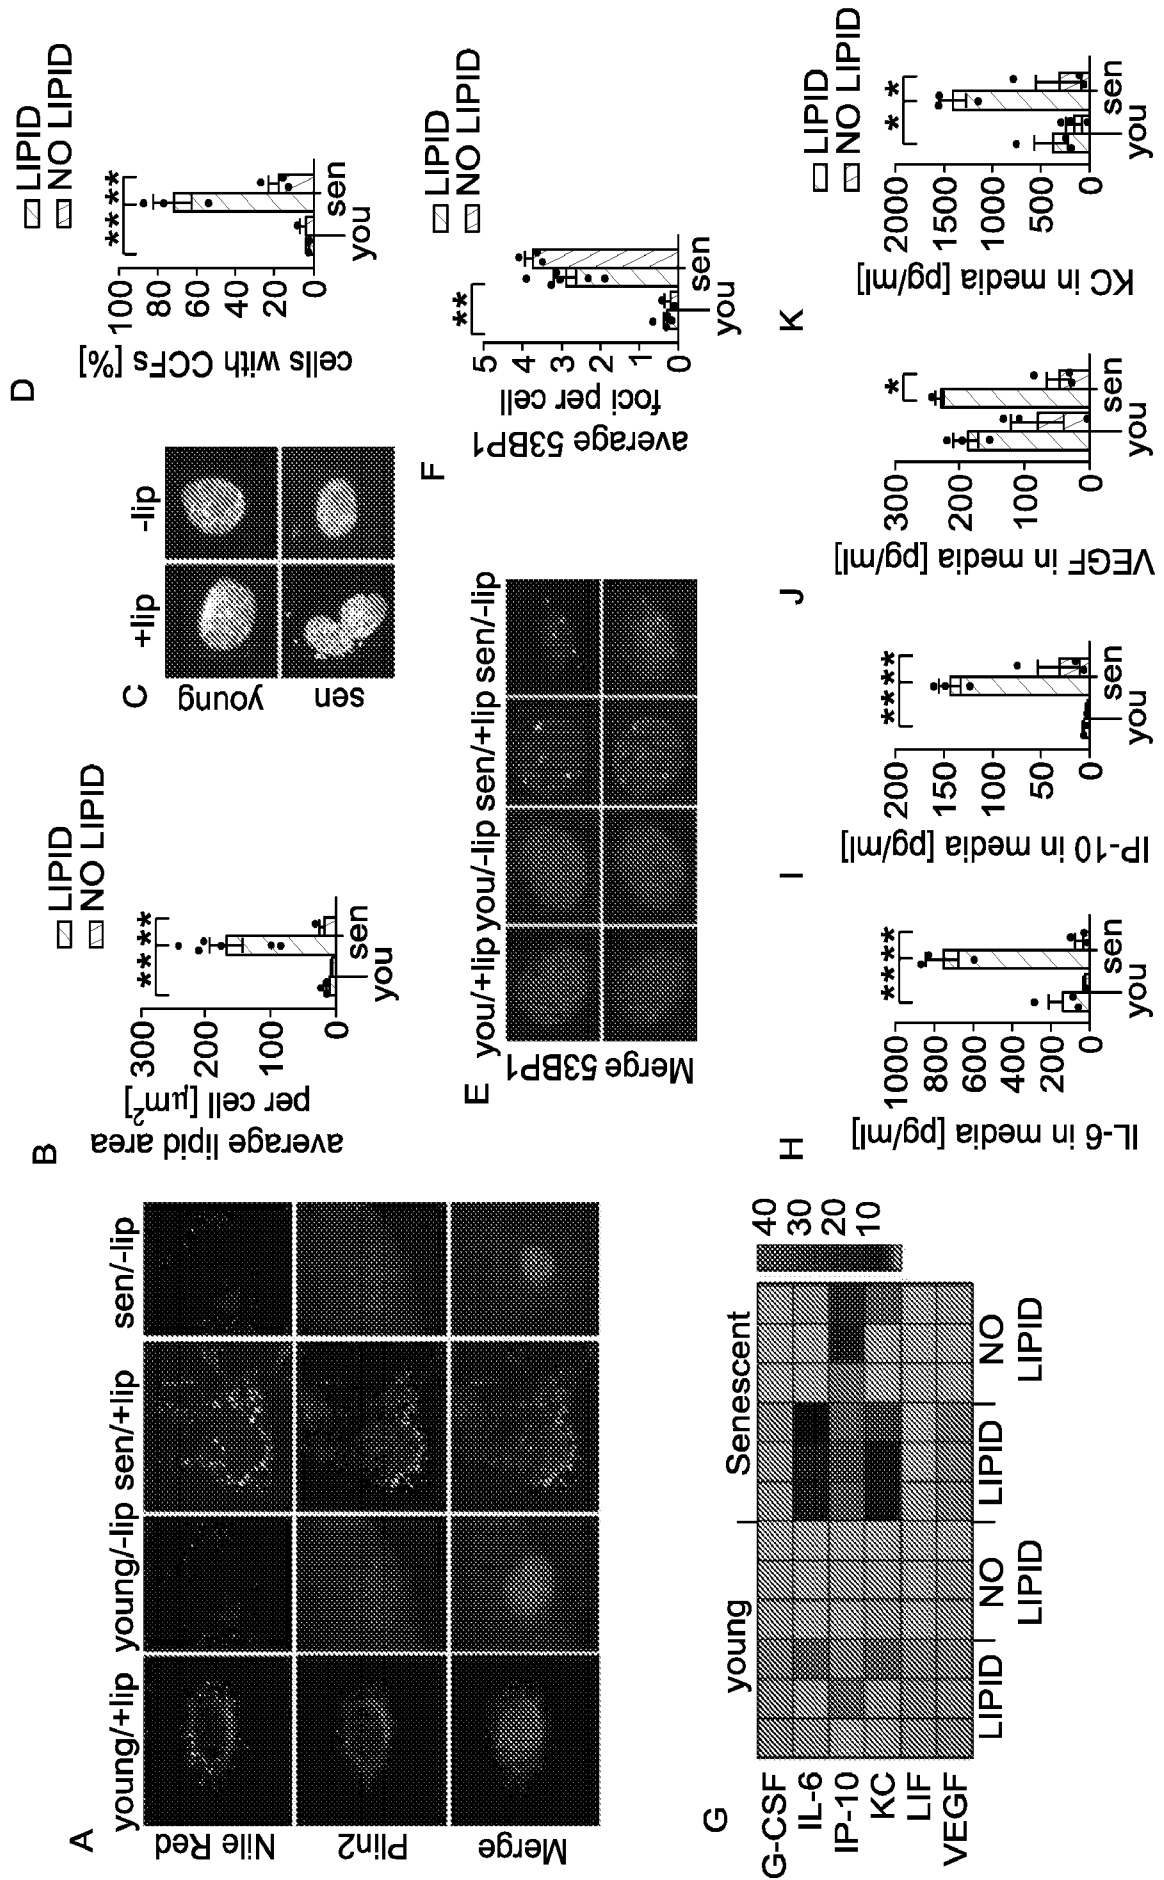 A
young/+lip young/-lip sen/+lip sen/-lip
Nile Red
Plin2
Merge
B
LIPID
NO LIPID
average lipid area
per cell [µm²]
300
200
100
0
****
you
sen
C
+lip
-lip
young
sen
D
LIPID
NO LIPID
cells with CCFs [%]
100
80
60
40
20
0
** **
you
sen
E
you/+lip you/-lip sen/+lip sen/-lip
Merge 53BP1
F
LIPID
NO LIPID
average 53BP1
foci per cell
5
4
3
2
1
0
**
you
sen
G
young
Senescent
G-CSF
IL-6
IP-10
KC
LIF
VEGF
LIPID
NO
LIPID
LIPID
NO
LIPID
40
30
20
10
H
IL-6 in media [pg/ml]
1000
800
600
400
200
0
****
you
sen
I
IP-10 in media [pg/ml]
200
150
100
50
0
****
you
sen
J
VEGF in media [pg/ml]
300
200
100
0
*
you
sen
K
LIPID
NO LIPID
KC in media [pg/ml]
2000
1500
1000
500
0
* *
you
sen